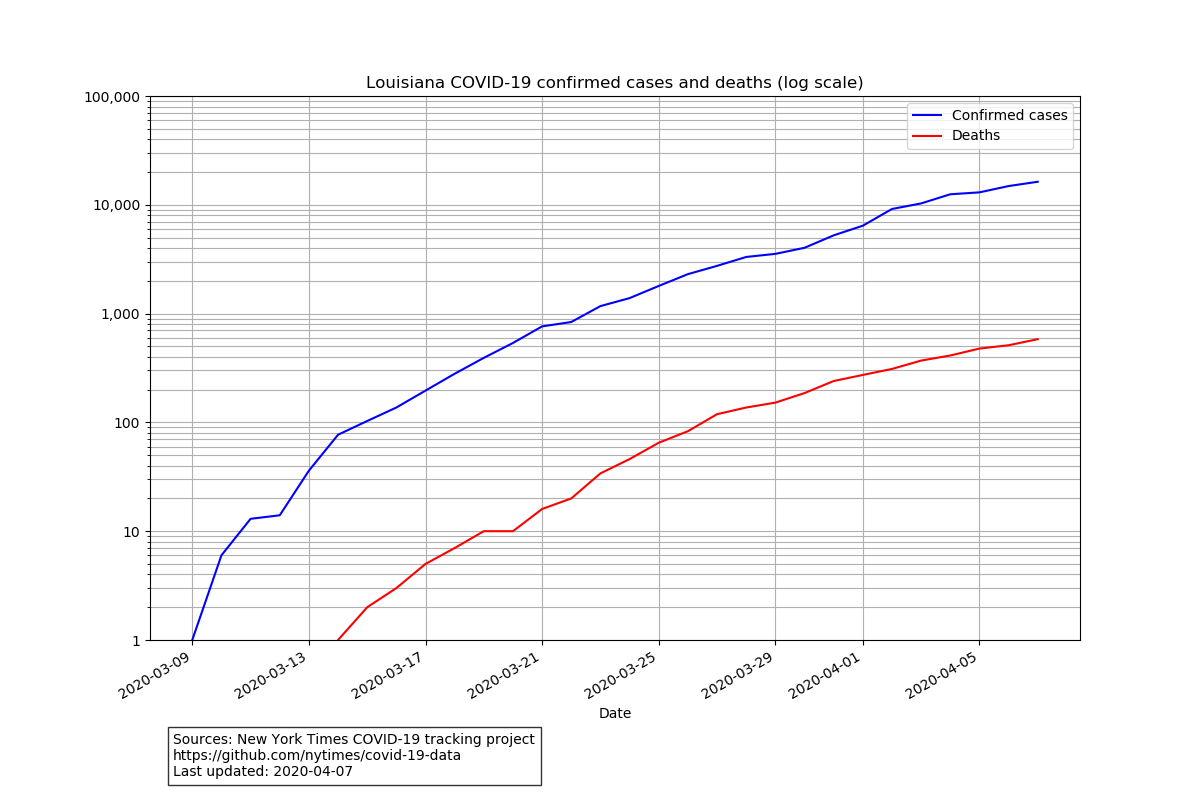 Louisiana COVID-19 confirmed cases and deaths (log scale)
100,000
10,000
1,000
100
10
1
Confirmed cases
Deaths
2020-03-09
2020-03-13
2020-03-17
2020-03-21
2020-03-25
2020-03-29
2020-04-01
2020-04-05
Date
Sources: New York Times COVID-19 tracking project
https://github.com/nytimes/covid-19-data
Last updated: 2020-04-07